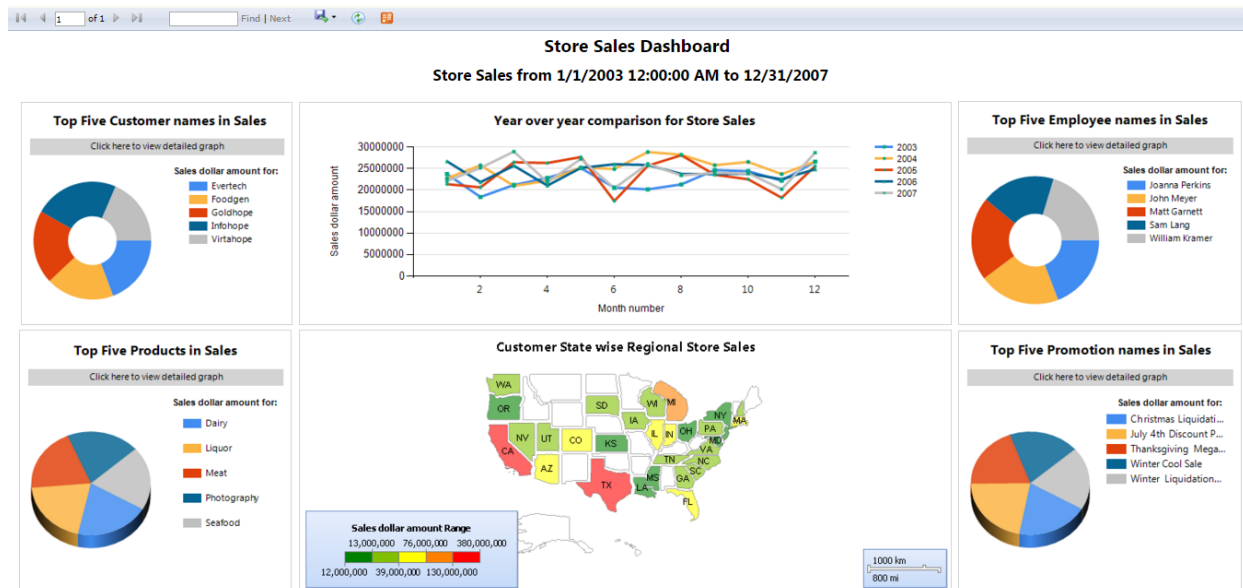 1 of 1 Find | Next
Store Sales Dashboard
Store Sales from 1/1/2003 12:00:00 AM to 12/31/2007
Top Five Customer names in Sales
Click here to view detailed graph
Sales dollar amount for:
Evertech
Foodgen
Goldhope
Infohope
Virtahope
Year over year comparison for Store Sales
Sales dollar amount
30000000
25000000
20000000
15000000
10000000
5000000
0
2 4 6 8 10 12
Month number
2003
2004
2005
2006
2007
Top Five Employee names in Sales
Click here to view detailed graph
Sales dollar amount for:
Joanna Perkins
John Meyer
Matt Garnett
Sam Lang
William Kramer
Top Five Products in Sales
Click here to view detailed graph
Sales dollar amount for:
Dairy
Liquor
Meat
Photography
Seafood
Customer State wise Regional Store Sales
WA
OR
CA
NV
UT
AZ
CO
SD
KS
TX
IA
WI
IL
MI
IN
OH
TN
MS
LA
GA
FL
SC
NC
VA
MD
PA
NY
MA
Sales dollar amount Range
13,000,000 76,000,000 380,000,000
12,000,000 39,000,000 130,000,000
1000 km
800 mi
Top Five Promotion names in Sales
Click here to view detailed graph
Sales dollar amount for:
Christmas Liquidati...
July 4th Discount P...
Thanksgiving Mega...
Winter Cool Sale
Winter Liquidation...